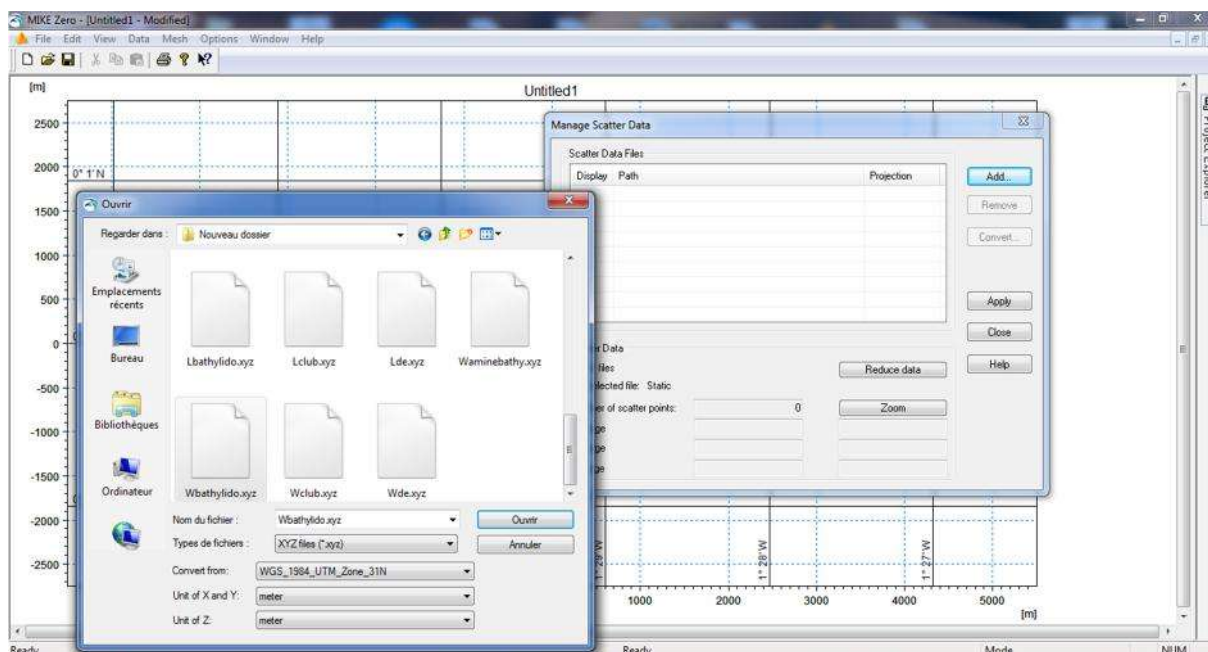 MIKE Zero - [Untitled1 - Modified]
File Edit View Data Mesh Options Window Help
[m]
Untitled1
2500
2000
1500
1000
500
0
-500
-1000
-1500
-2000
-2500
0° 1'N
1000 2000 3000 4000 5000
[m]
1° 28'W
1° 27'W
Manage Scatter Data
Scatter Data Files
Display Path Projection
Add...
Remove
Convert...
Apply
Close
Help
Data
files
Reduce data
lected file: Static
er of scatter points: 0
Zoom
ge
ge
ge
Ouvrir
Regarder dans : Nouveau dossier
Emplacements
récents
Bureau
Bibliothèques
Ordinateur
Lbathylido.xyz Lclub.xyz Lde.xyz Waminebathy.xyz
Wbathylido.xyz Wclub.xyz Wde.xyz
Nom du fichier : Wbathylido.xyz Ouvrir
Types de fichiers : XYZ files (*.xyz) Annuler
Convert from: WGS_1984_UTM_Zone_31N
Unit of X and Y: meter
Unit of Z: meter
Project Explorer
Ready Ready Mode NUM